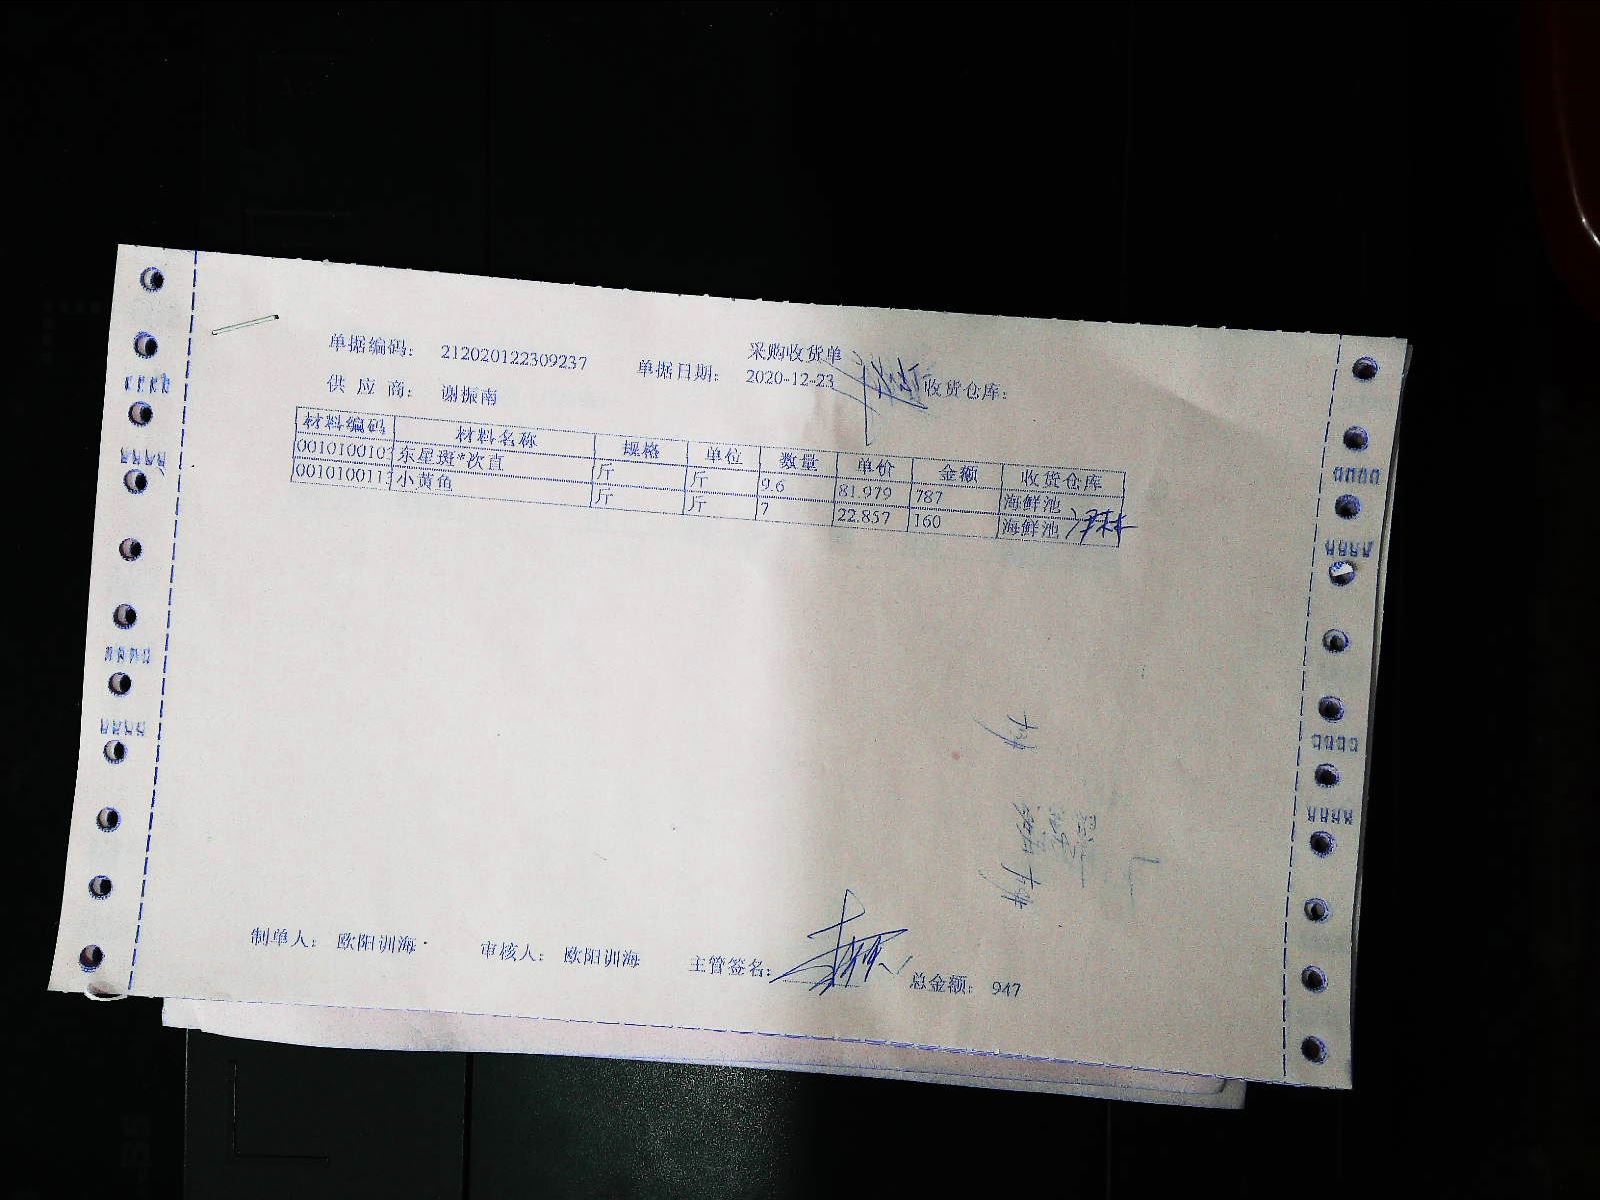 采购收货单
单据编码： 212020122309237 单据日期： 2020-12-23 收货仓库：
供 应 商： 谢振南
材料编码 材料名称 规格 单位 数量 单价 金额 收货仓库
0010100103 东星斑*次直 斤 斤 9.6 81.979 787 海鲜池
0010100113 小黄鱼 斤 斤 7 22.857 160 海鲜池
制单人： 欧阳训海 审核人： 欧阳训海 主管签名： 总金额： 947